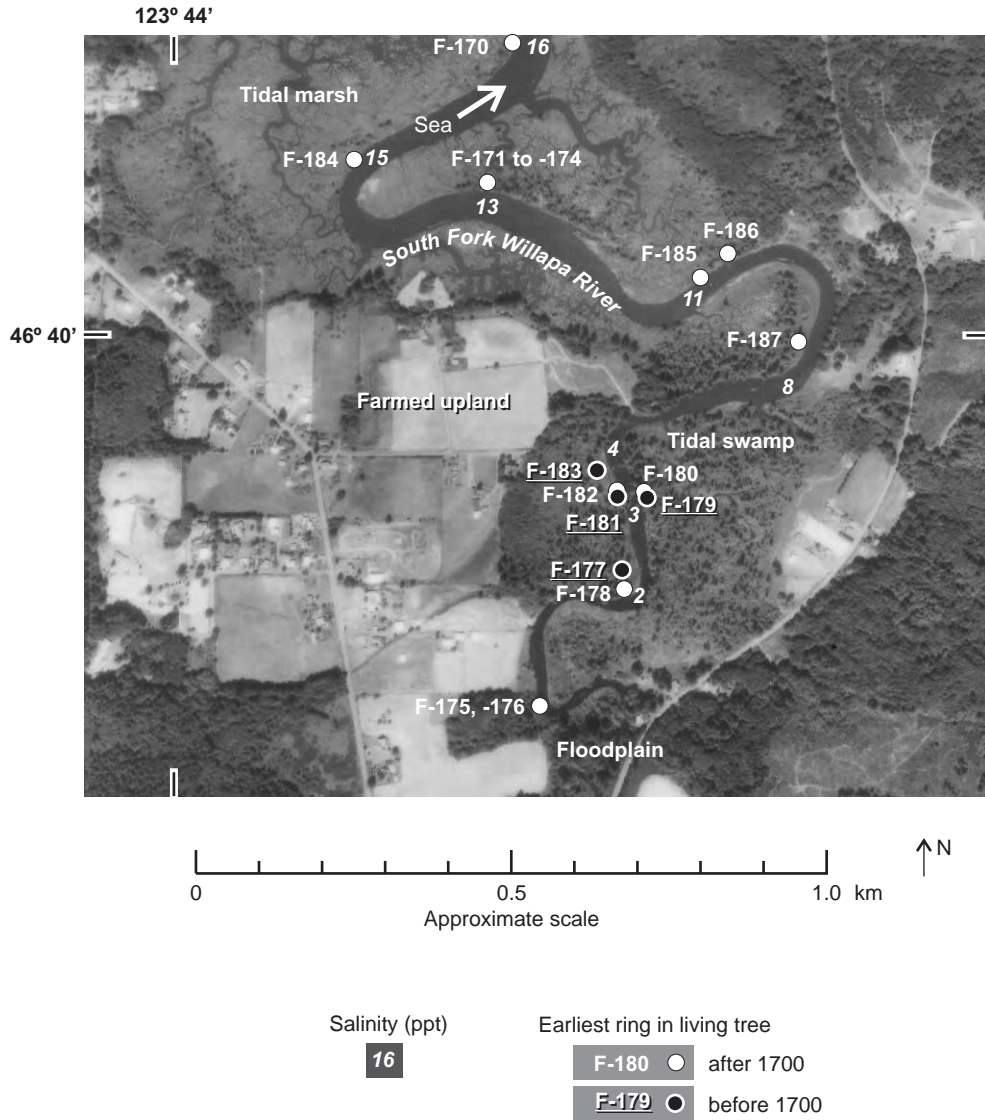 123º 44’
F-170 16
Tidal marsh
Sea
F-184 15
F-171 to -174
13
South Fork Willapa River
F-186
F-185
11
46º 40’
F-187
8
Farmed upland
Tidal swamp
4
F-183
F-180
F-182
F-179
3
F-181
F-177
F-178 2
F-175, -176
Floodplain
N
0 0.5 1.0 km
Approximate scale
Salinity (ppt) Earliest ring in living tree
16
F-180 after 1700
F-179 before 1700